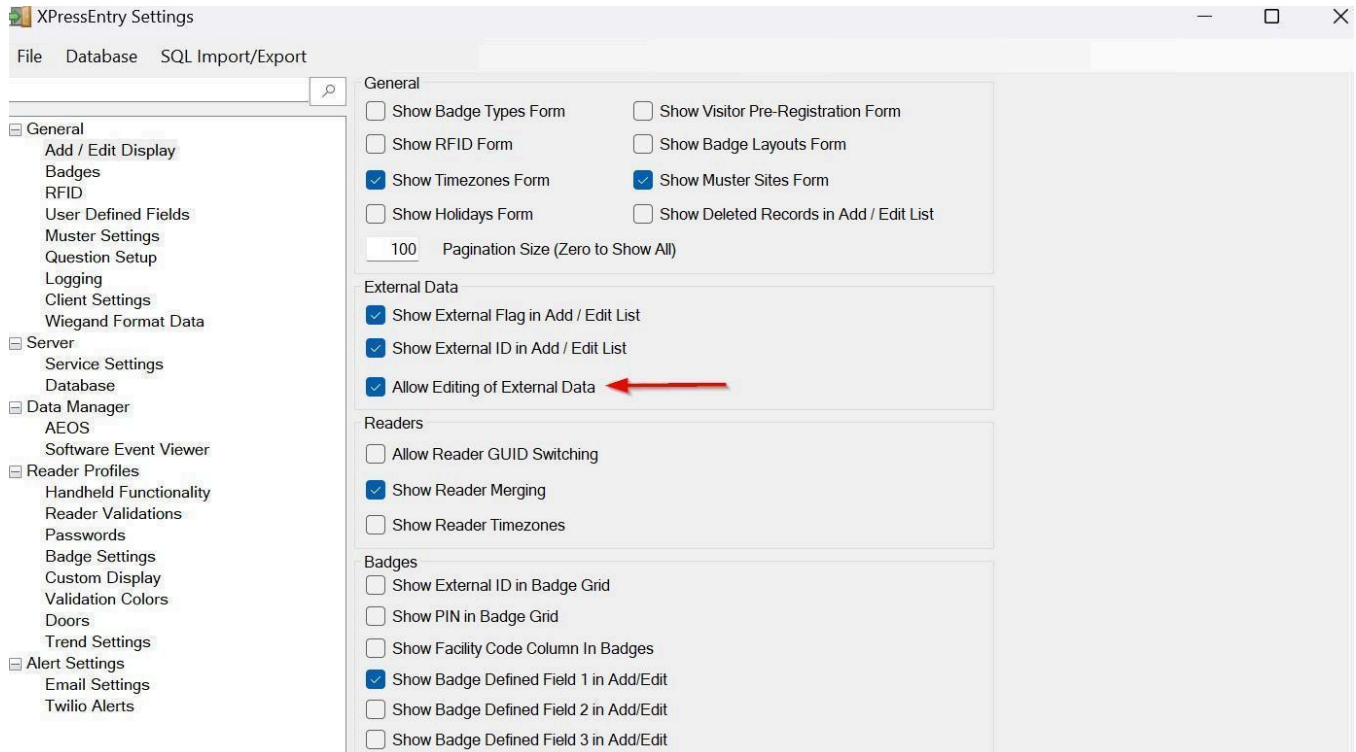 XPressEntry Settings
File Database SQL Import/Export
General
Add / Edit Display
Badges
RFID
User Defined Fields
Muster Settings
Question Setup
Logging
Client Settings
Wiegand Format Data
Server
Service Settings
Database
Data Manager
AEOS
Software Event Viewer
Reader Profiles
Handheld Functionality
Reader Validations
Passwords
Badge Settings
Custom Display
Validation Colors
Doors
Trend Settings
Alert Settings
Email Settings
Twilio Alerts
General
Show Badge Types Form Show Visitor Pre-Registration Form
Show RFID Form Show Badge Layouts Form
Show Timezones Form Show Muster Sites Form
Show Holidays Form Show Deleted Records in Add / Edit List
100 Pagination Size (Zero to Show All)
External Data
Show External Flag in Add / Edit List
Show External ID in Add / Edit List
Allow Editing of External Data
Readers
Allow Reader GUID Switching
Show Reader Merging
Show Reader Timezones
Badges
Show External ID in Badge Grid
Show PIN in Badge Grid
Show Facility Code Column In Badges
Show Badge Defined Field 1 in Add/Edit
Show Badge Defined Field 2 in Add/Edit
Show Badge Defined Field 3 in Add/Edit